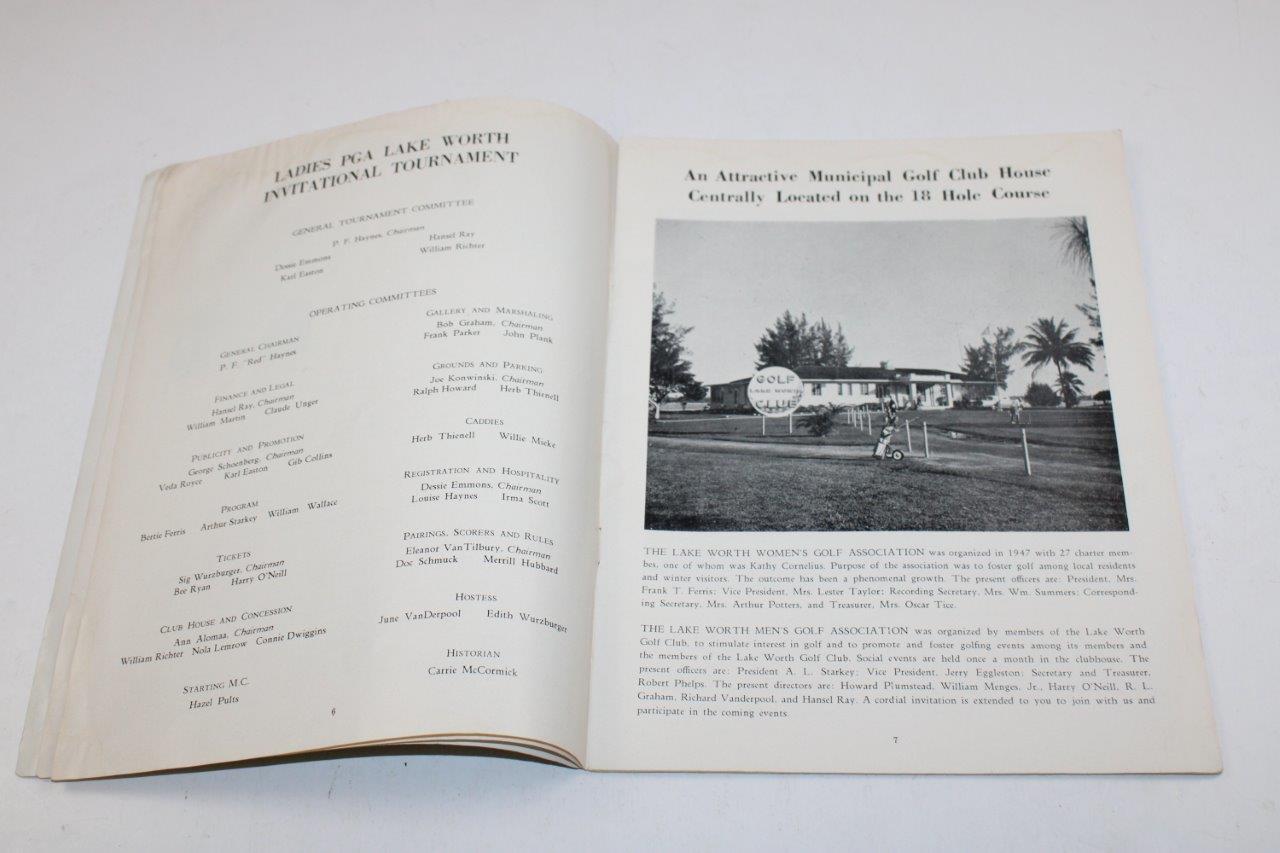 LADIES PGA LAKE WORTH
INVITATIONAL TOURNAMENT
GENERAL TOURNAMENT COMMITTEE
P. F. Haynes, Chairman
Dessie Emmons Hansel Ray
Karl Easton William Richter
OPERATING COMMITTEES
GENERAL CHAIRMAN
P. F. "Red" Haynes
FINANCE AND LEGAL
Hansel Ray, Chairman
William Martin Claude Unger
PUBLICITY AND PROMOTION
George Schoenberg, Chairman
Veda Royce Karl Easton Gib Collins
PROGRAM
Bertie Ferris Arthur Starkey William Wallace
TICKETS
Sig Wurzburger, Chairman
Bee Ryan Harry O'Neill
CLUB HOUSE AND CONCESSION
Ann Alomaa, Chairman
William Richter Nola Lemrow Connie Dwiggins
STARTING M.C.
Hazel Pults
GALLERY AND MARSHALING
Bob Graham, Chairman
Frank Parker John Plank
GROUNDS AND PARKING
Joe Konwinski, Chairman
Ralph Howard Herb Thienell
CADDIES
Herb Thienell Willie Mieke
REGISTRATION AND HOSPITALITY
Dessie Emmons, Chairman
Louise Haynes Irma Scott
PAIRINGS, SCORERS AND RULES
Eleanor VanTilbury, Chairman
Doc Schmuck Merrill Hubbard
HOSTESS
June VanDerpool Edith Wurzburger
HISTORIAN
Carrie McCormick
6
An Attractive Municipal Golf Club House
Centrally Located on the 18 Hole Course
GOLF
LAKE WORTH
CLUB
THE LAKE WORTH WOMEN'S GOLF ASSOCIATION was organized in 1947 with 27 charter mem-
bes, one of whom was Kathy Cornelius. Purpose of the association was to foster golf among local residents
and winter visitors. The outcome has been a phenomenal growth. The present officers are: President, Mrs.
Frank T. Ferris; Vice President, Mrs. Lester Taylor; Recording Secretary, Mrs. Wm. Summers; Correspond-
ing Secretary, Mrs. Arthur Potters, and Treasurer, Mrs. Oscar Tice.
THE LAKE WORTH MEN'S GOLF ASSOCIATION was organized by members of the Lake Worth
Golf Club, to stimulate interest in golf and to promote and foster golfing events among its members and
the members of the Lake Worth Golf Club. Social events are held once a month in the clubhouse. The
present officers are: President A. L. Starkey; Vice President, Jerry Eggleston; Secretary and Treasurer,
Robert Phelps. The present directors are: Howard Plumstead, William Menges, Jr., Harry O'Neill, R. L.
Graham, Richard Vanderpool, and Hansel Ray. A cordial invitation is extended to you to join with us and
participate in the coming events.
7